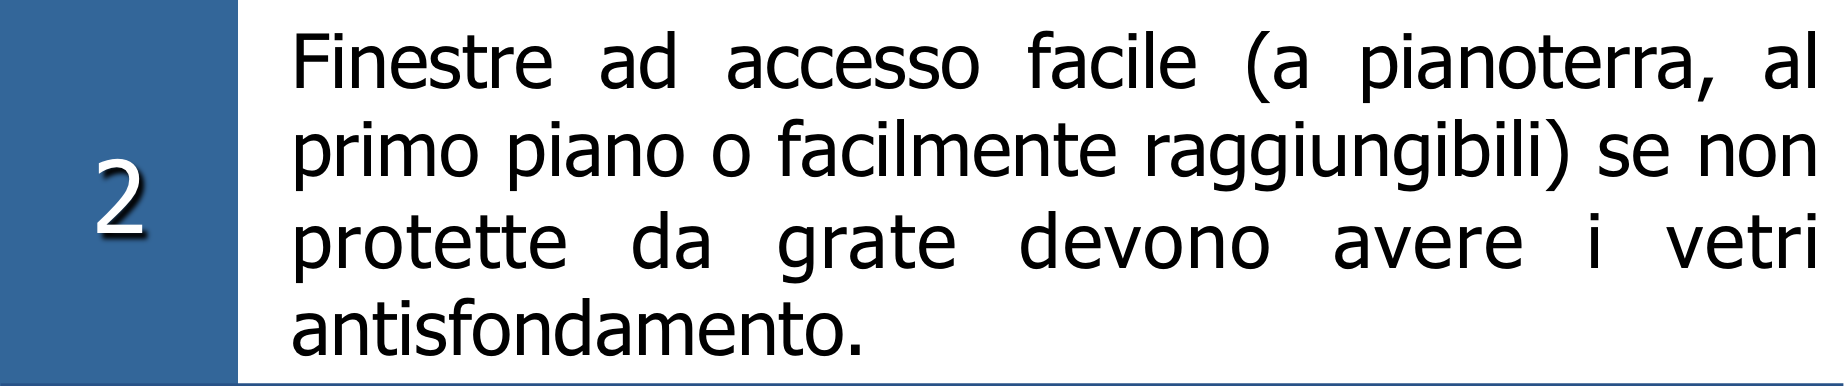 2
Finestre ad accesso facile (a pianoterra, al
primo piano o facilmente raggiungibili) se non
protette da grate devono avere i vetri
antisfondamento.